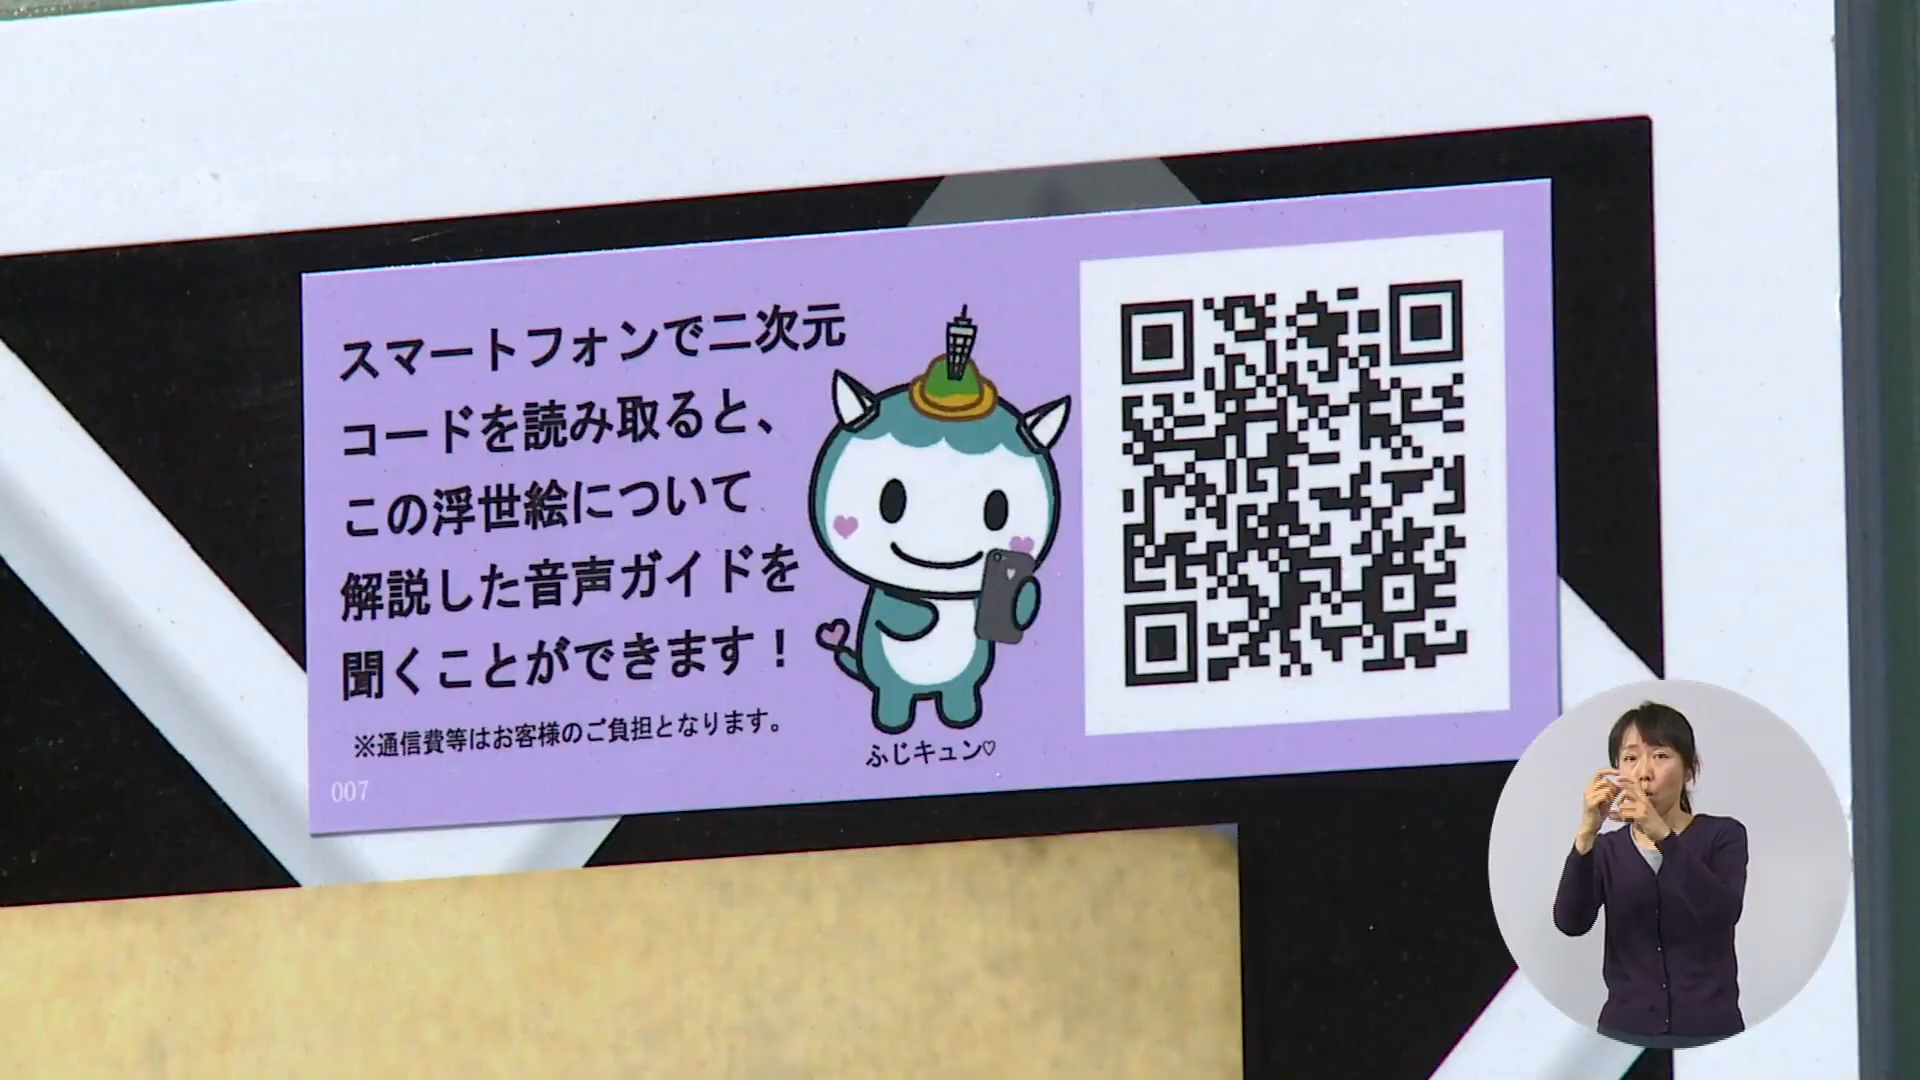 スマートフォンで二次元
コードを読み取ると、
この浮世絵について
解説した音声ガイドを
聞くことができます！
※通信費等はお客様のご負担となります。
ふじキュン♡
007